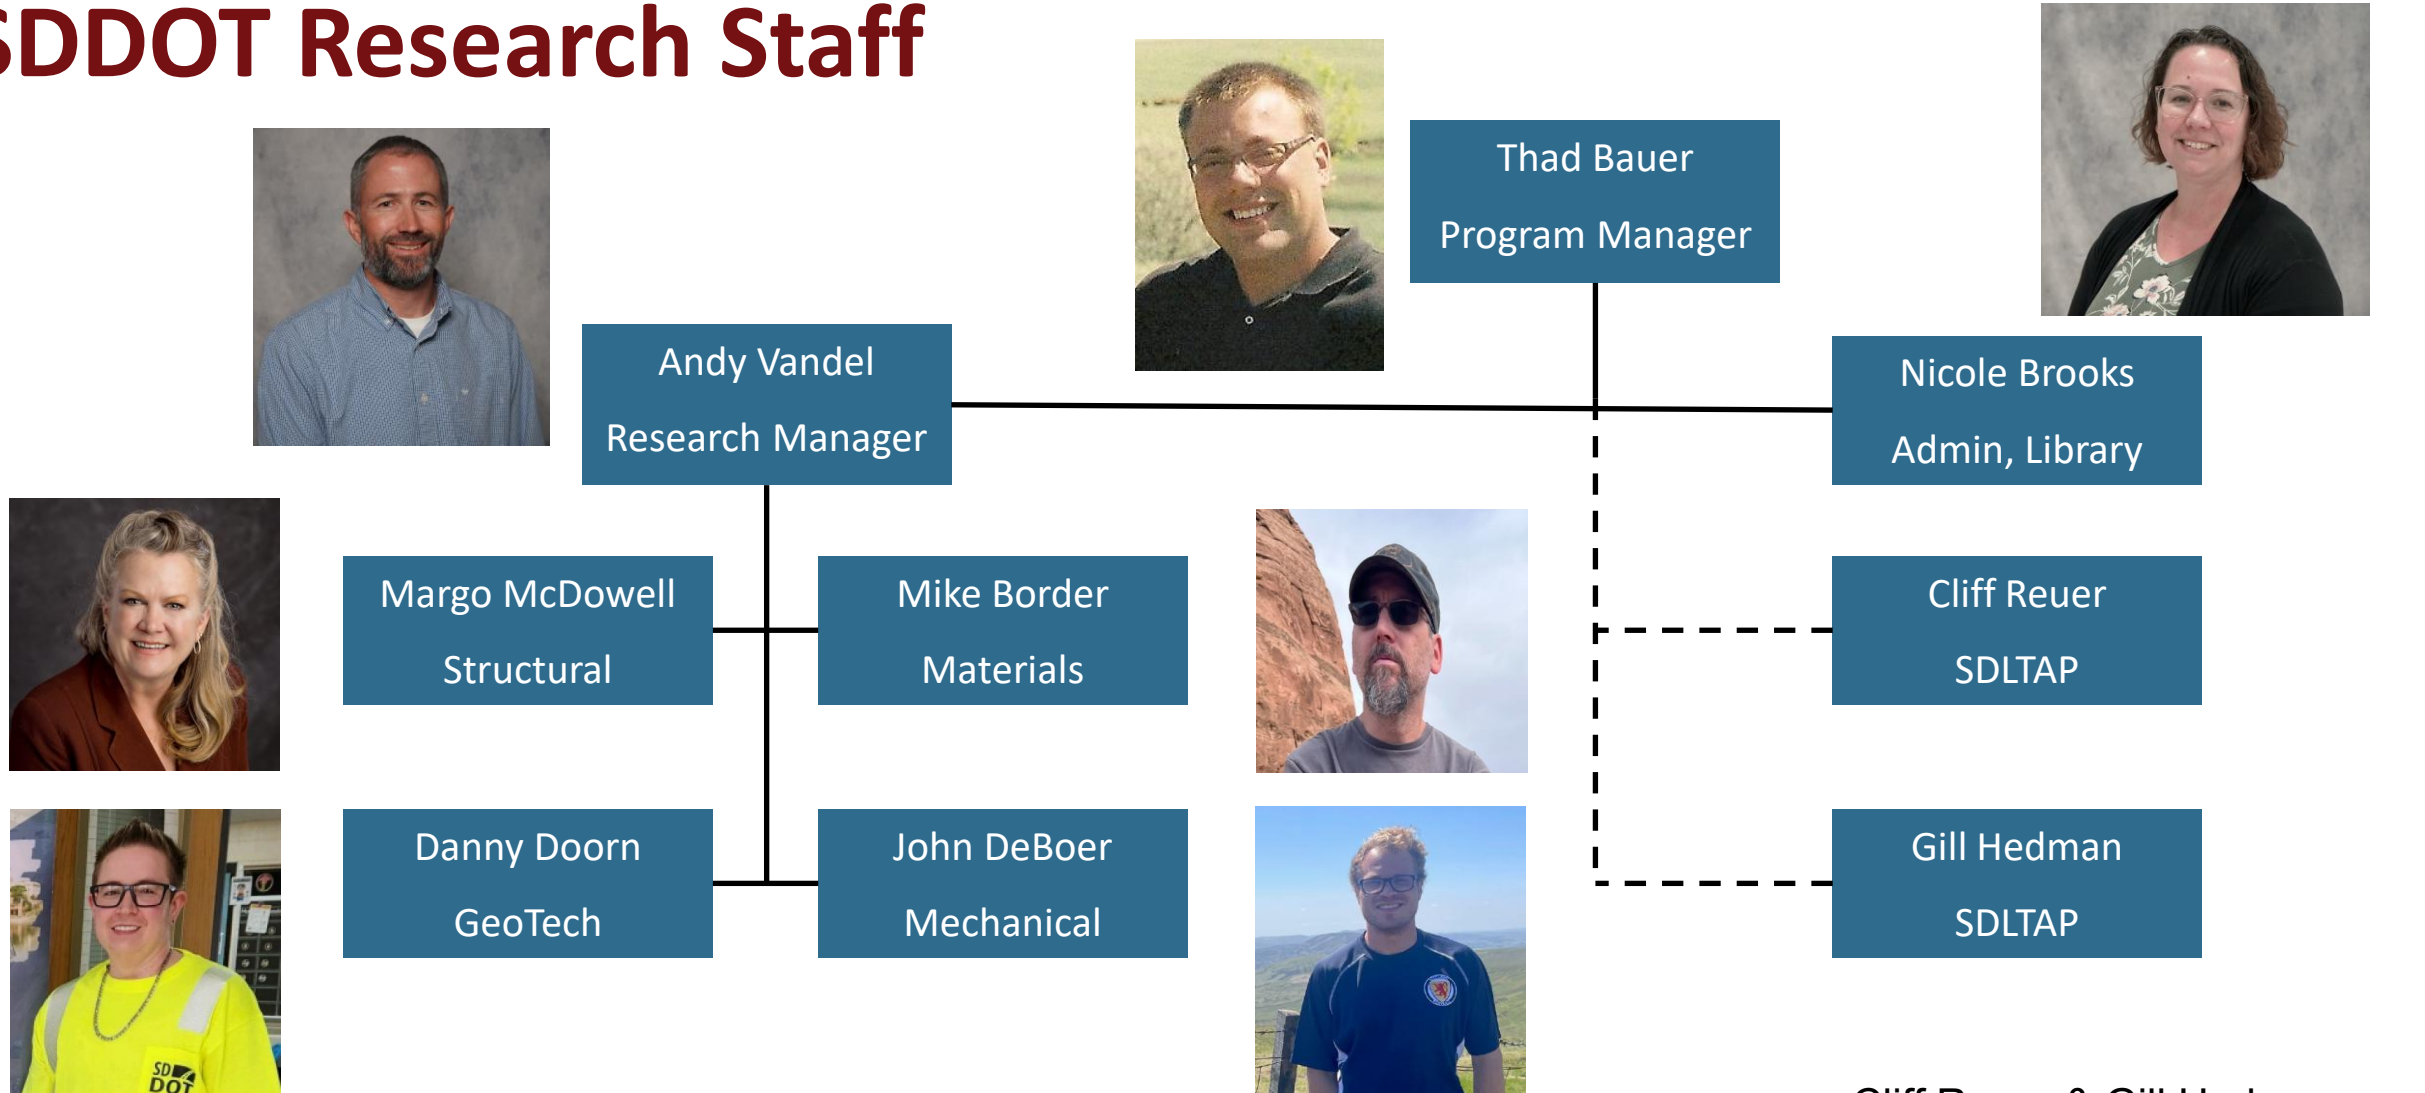 SDDOT Research Staff
Thad Bauer
Program Manager
Andy Vandel
Research Manager
Nicole Brooks
Admin, Library
Margo McDowell
Structural
Mike Border
Materials
Cliff Reuer
SDLTAP
Danny Doorn
GeoTech
John DeBoer
Mechanical
Gill Hedman
SDLTAP
SD
DOT